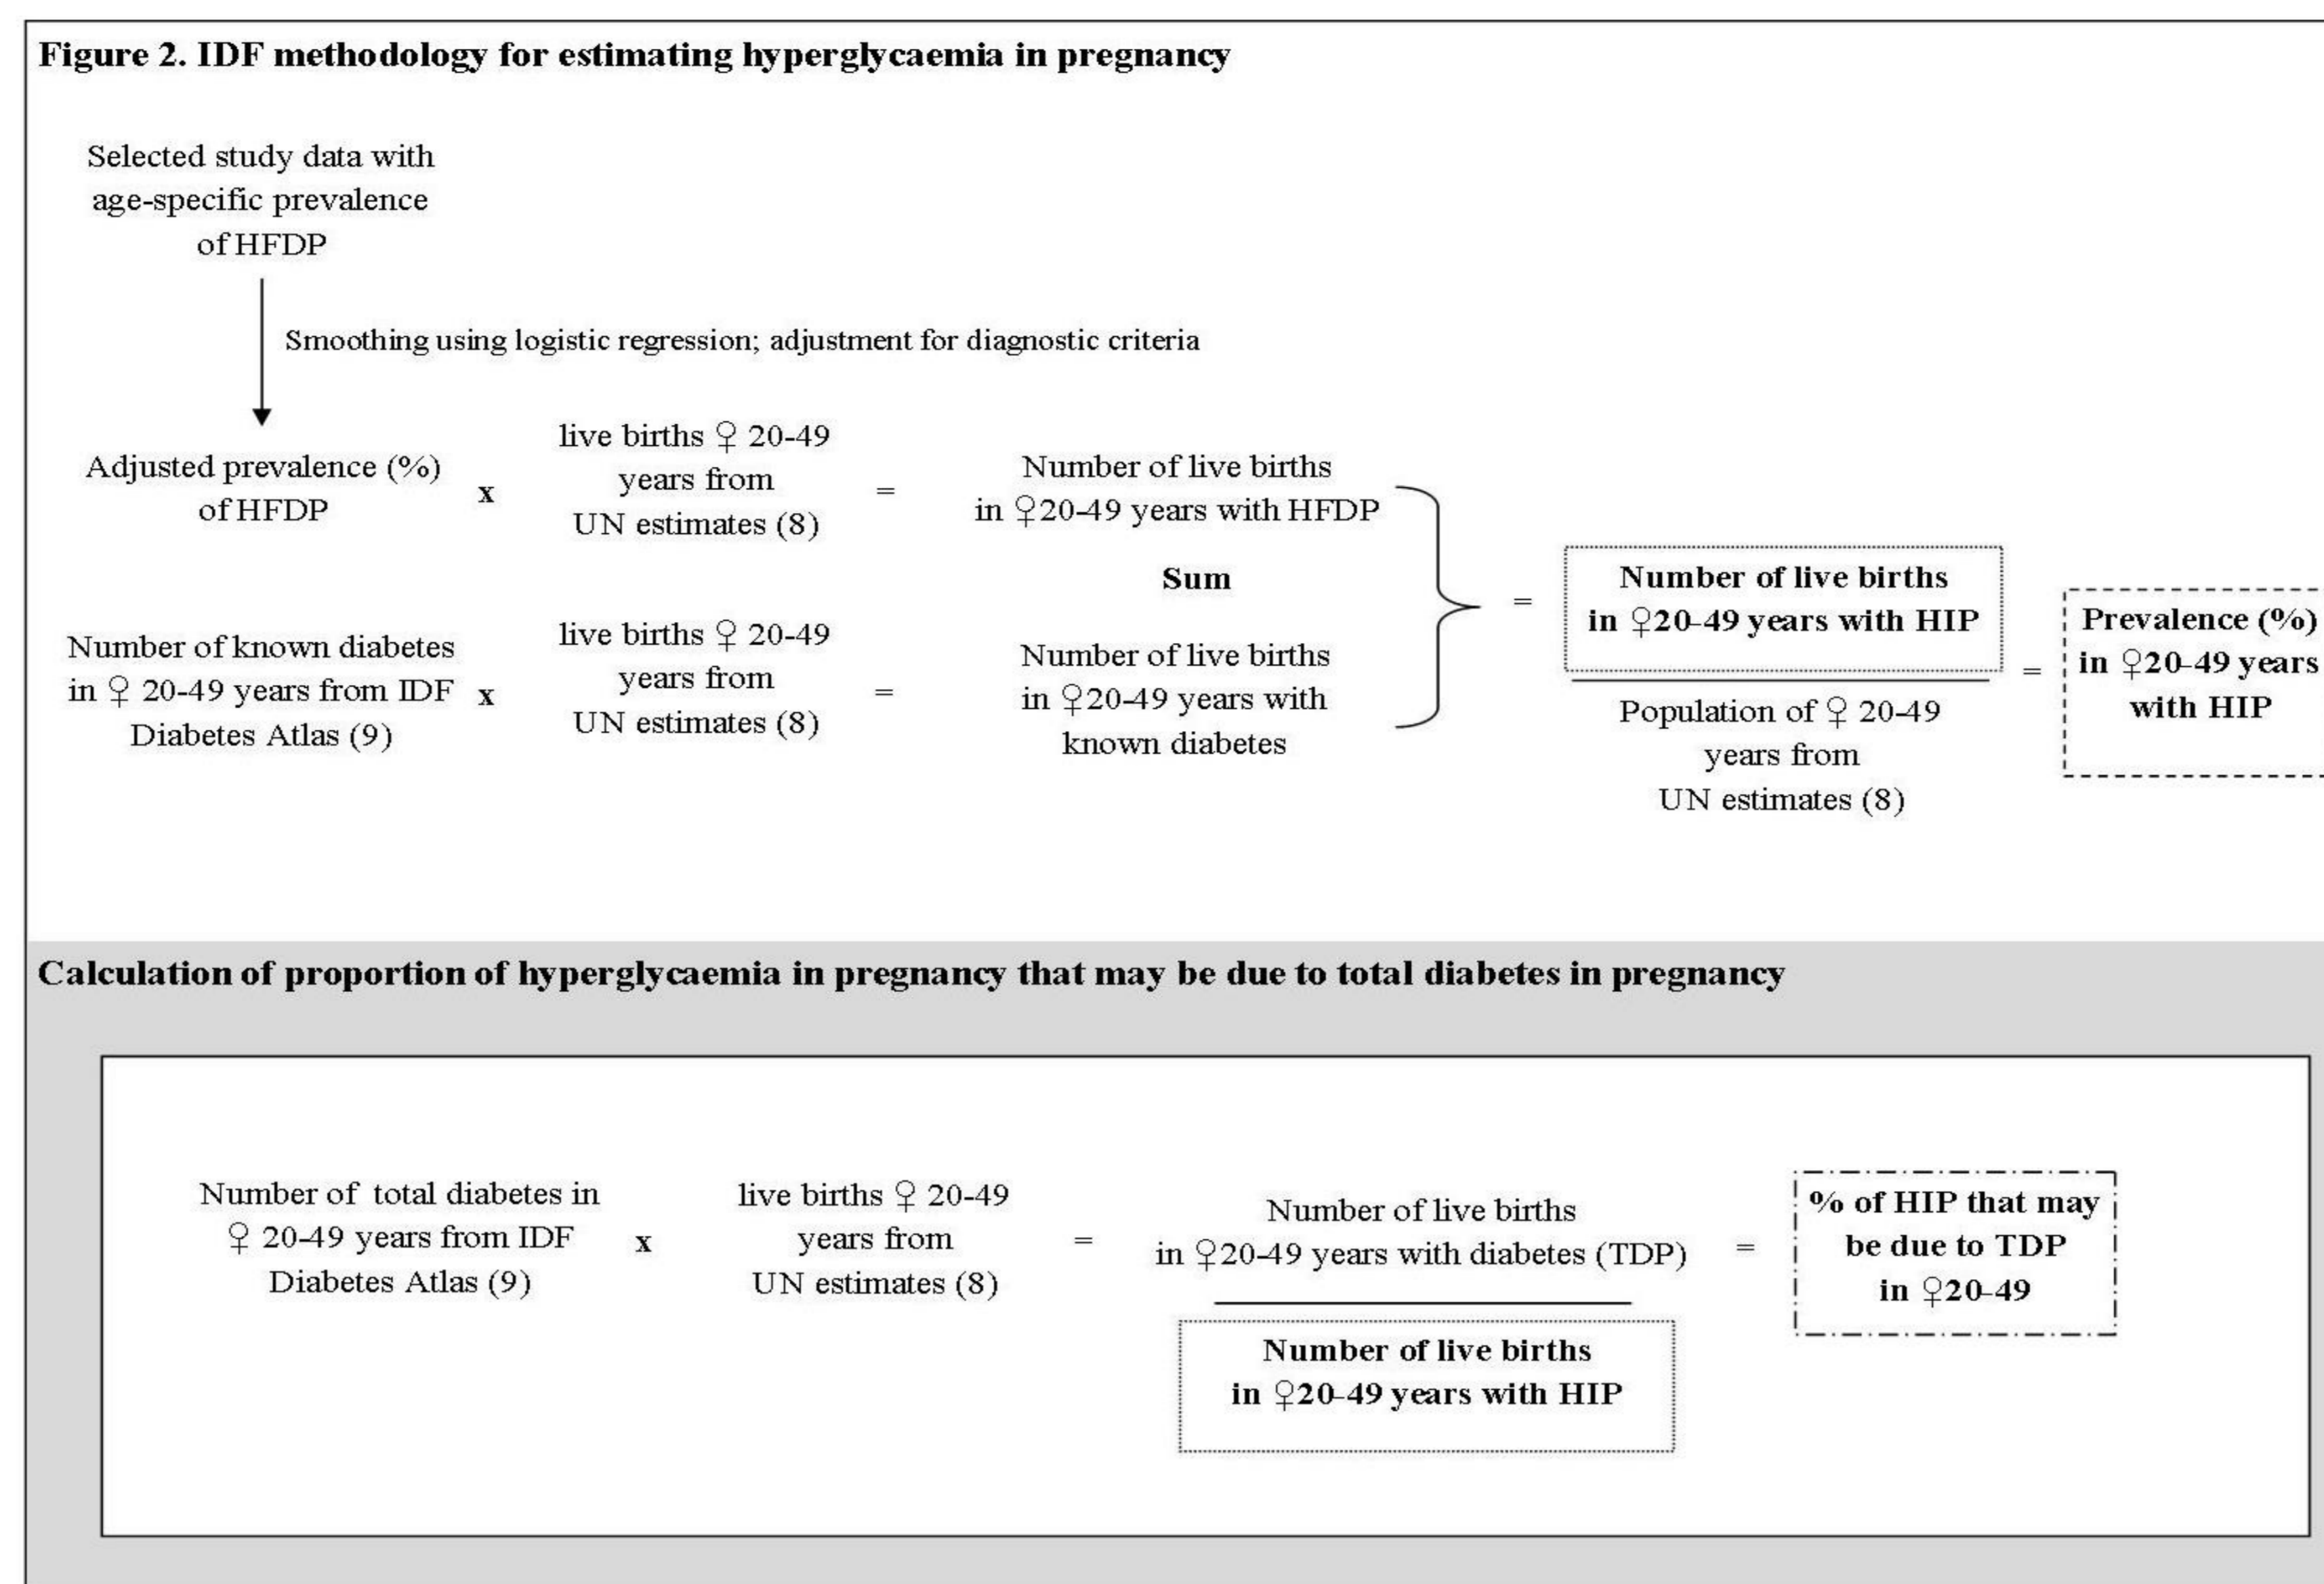 Figure 2. IDF methodology for estimating hyperglycaemia in pregnancy
Selected study data with
age-specific prevalence
of HFDP
Smoothing using logistic regression; adjustment for diagnostic criteria
Adjusted prevalence (%)
of HFDP
x
live births ♀ 20-49
years from
UN estimates (8)
=
Number of live births
in ♀20-49 years with HFDP
Sum
Number of known diabetes
in ♀ 20-49 years from IDF
Diabetes Atlas (9)
x
live births ♀ 20-49
years from
UN estimates (8)
=
Number of live births
in ♀20-49 years with
known diabetes
=
Number of live births
in ♀20-49 years with HIP
Population of ♀ 20-49
years from
UN estimates (8)
=
Prevalence (%)
in ♀20-49 years
with HIP
Calculation of proportion of hyperglycaemia in pregnancy that may be due to total diabetes in pregnancy
Number of total diabetes in
♀ 20-49 years from IDF
Diabetes Atlas (9)
x
live births ♀ 20-49
years from
UN estimates (8)
=
Number of live births
in ♀20-49 years with diabetes (TDP)
Number of live births
in ♀20-49 years with HIP
=
% of HIP that may
be due to TDP
in ♀20-49